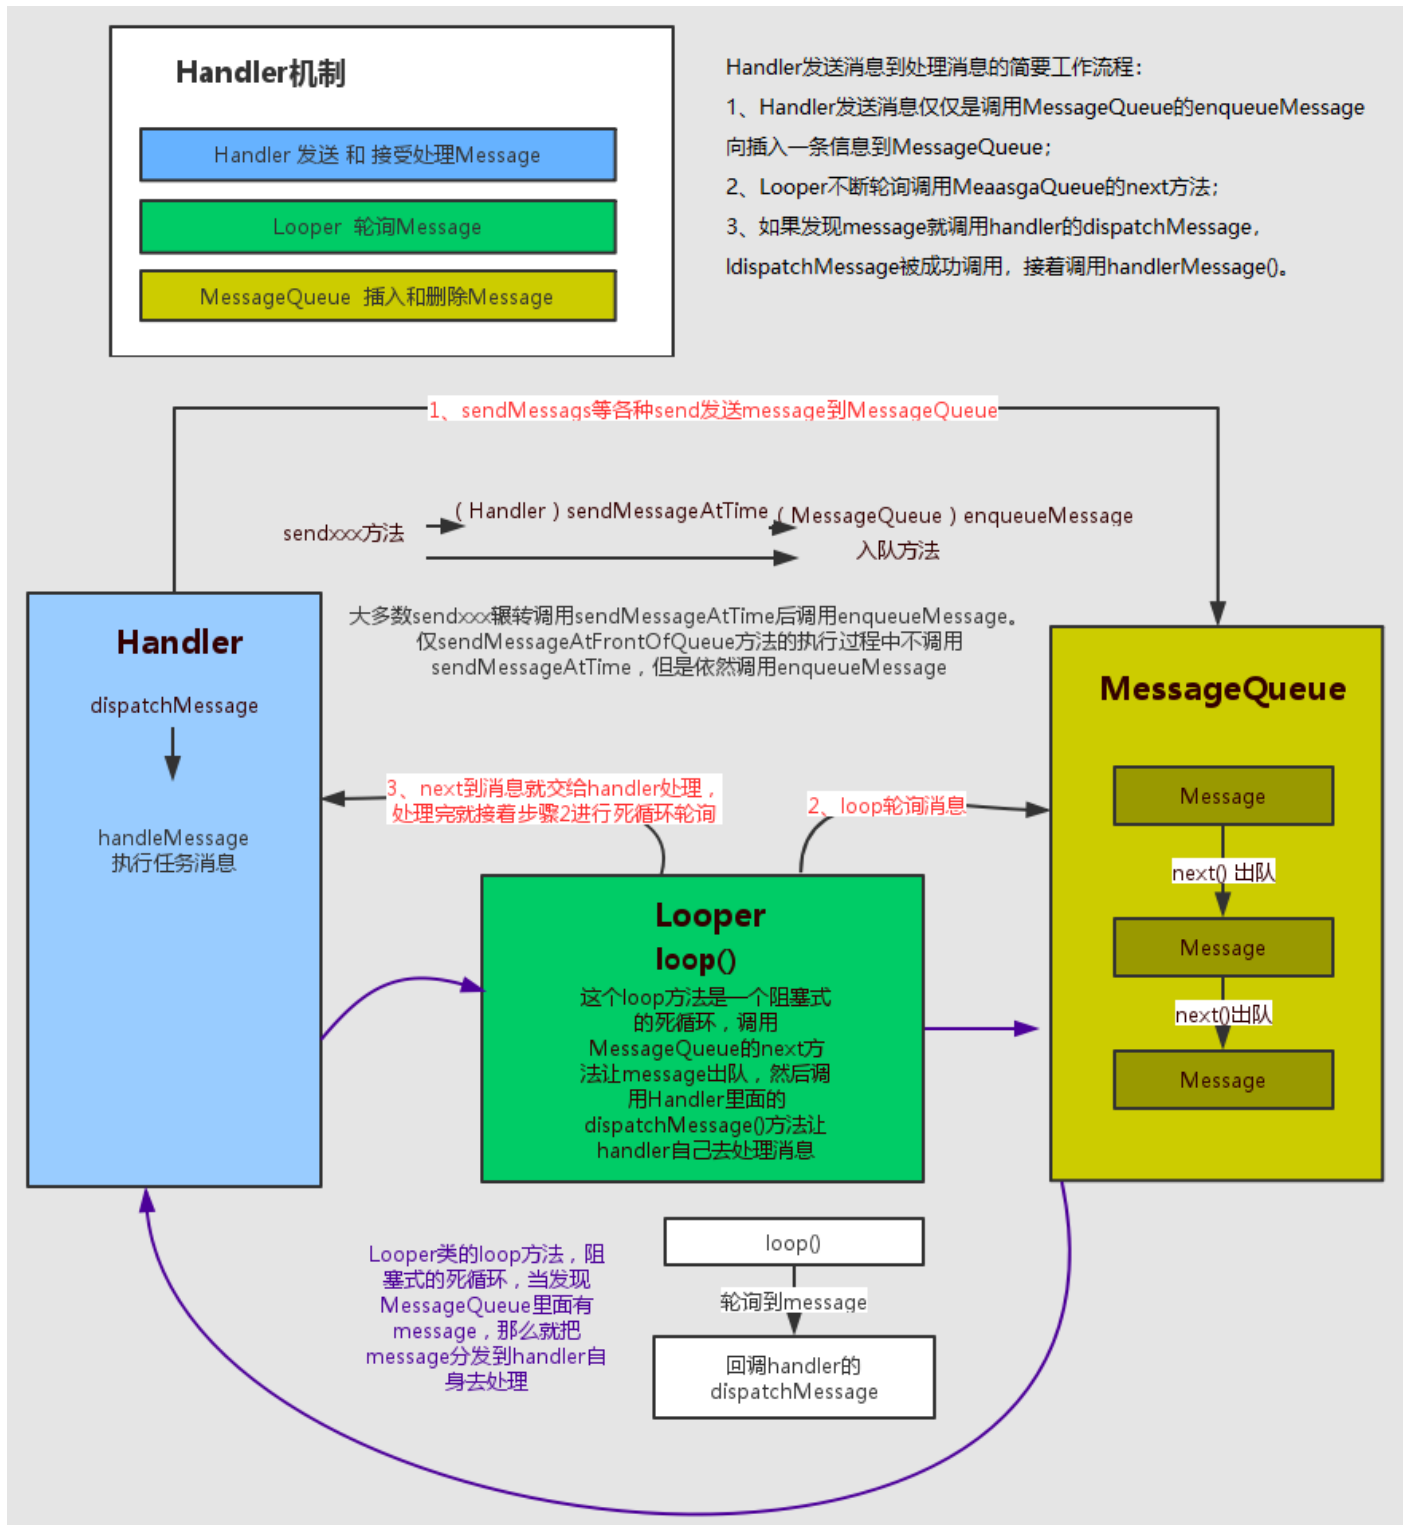 Handler机制
Handler 发送 和 接受处理Message
Looper 轮询Message
MessageQueue 插入和删除Message
Handler发送消息到处理消息的简要工作流程：
1、Handler发送消息仅仅是调用MessageQueue的enqueueMessage
向插入一条信息到MessageQueue；
2、Looper不断轮询调用MeaasgaQueue的next方法；
3、如果发现message就调用handler的dispatchMessage，
ldispatchMessage被成功调用，接着调用handlerMessage()。
1、sendMessags等各种send发送message到MessageQueue
sendxxx方法
（Handler）sendMessageAtTime
（MessageQueue）enqueueMessage
入队方法
大多数sendxxx辗转调用sendMessageAtTime后调用enqueueMessage。
仅sendMessageAtFrontOfQueue方法的执行过程中不调用
sendMessageAtTime，但是依然调用enqueueMessage
Handler
dispatchMessage
handleMessage
执行任务消息
3、next到消息就交给handler处理，
处理完就接着步骤2进行死循环轮询
2、loop轮询消息
MessageQueue
Message
next() 出队
Message
next()出队
Message
Looper
loop()
这个loop方法是一个阻塞式
的死循环，调用
MessageQueue的next方
法让message出队，然后调
用Handler里面的
dispatchMessage()方法让
handler自己去处理消息
Looper类的loop方法，阻
塞式的死循环，当发现
MessageQueue里面有
message，那么就把
message分发到handler自
身去处理
loop()
轮询到message
回调handler的
dispatchMessage